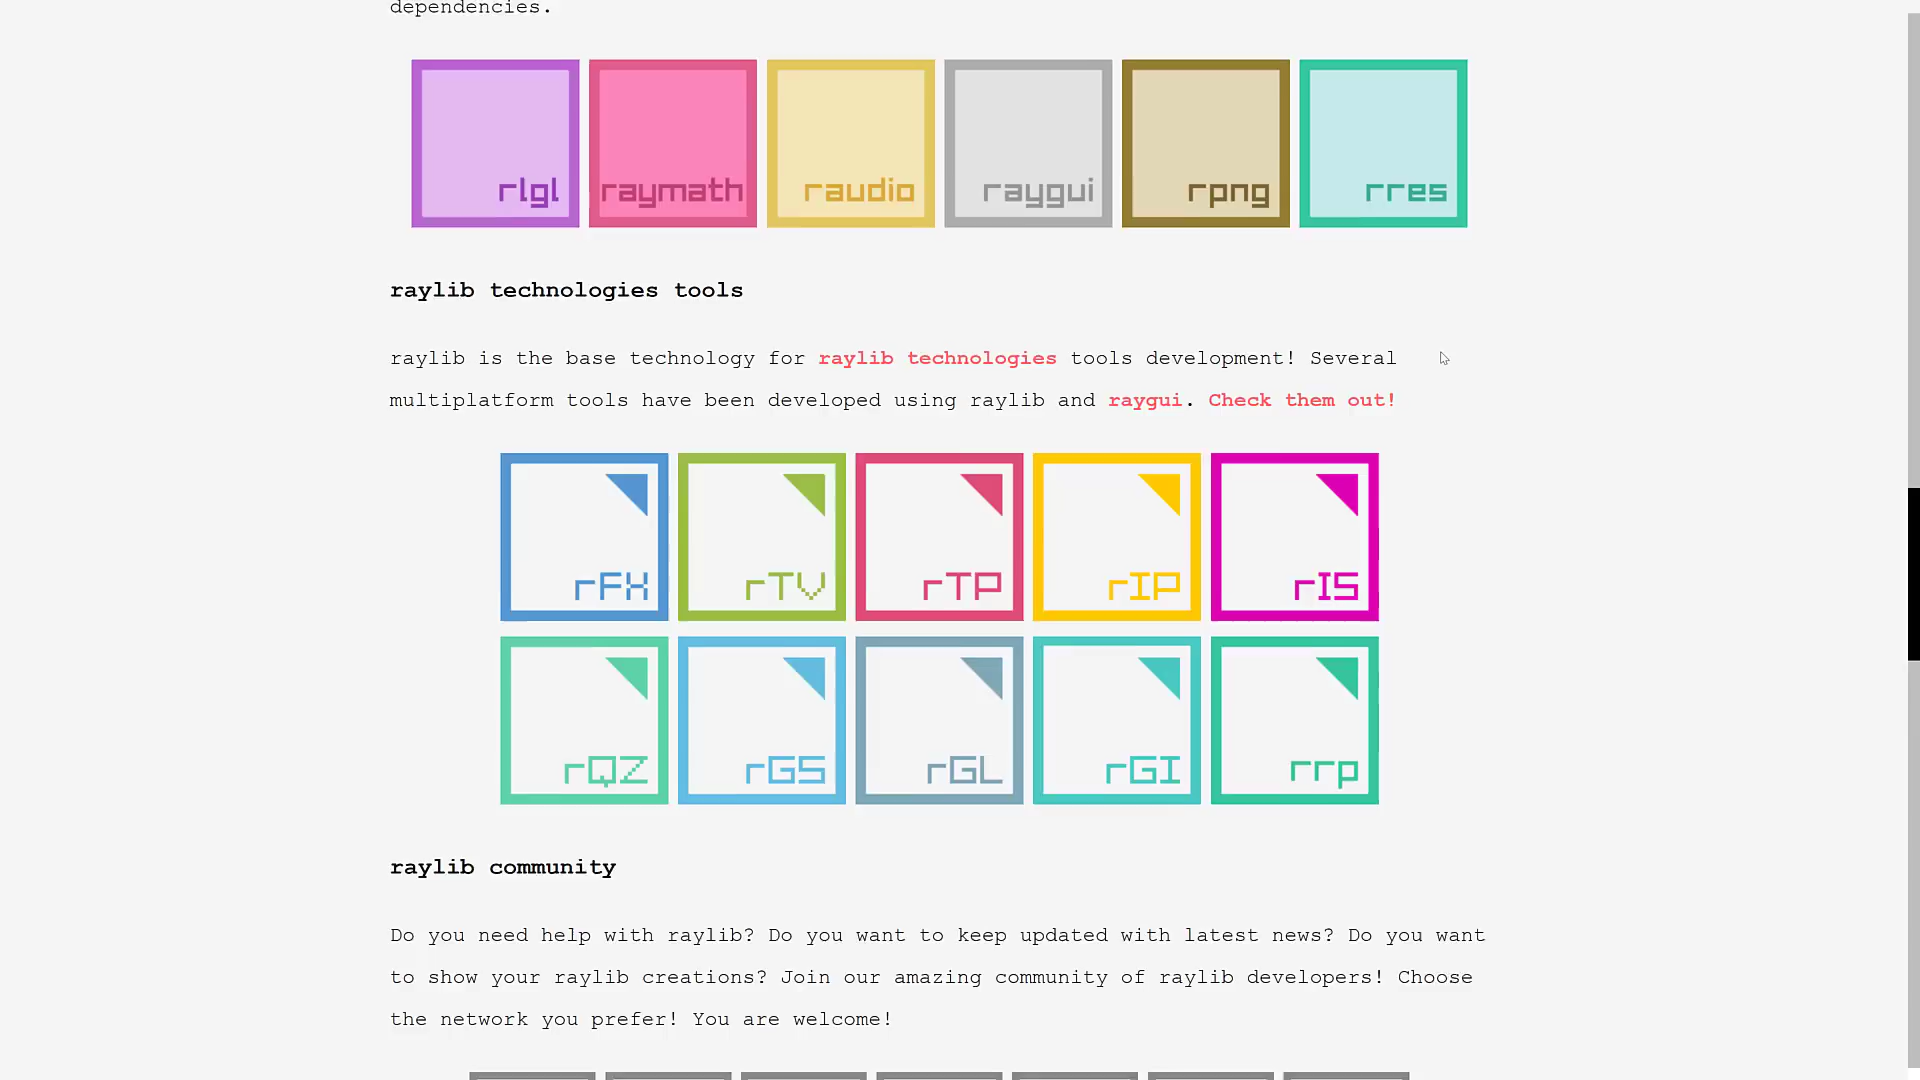 dependencies.
rlgl raymath raudio raygui rpng rres
raylib technologies tools
raylib is the base technology for raylib technologies tools development! Several
multiplatform tools have been developed using raylib and raygui. Check them out!
rFX rTV rTP rIP rIS
rQZ rGS rGL rGI rrp
raylib community
Do you need help with raylib? Do you want to keep updated with latest news? Do you want
to show your raylib creations? Join our amazing community of raylib developers! Choose
the network you prefer! You are welcome!